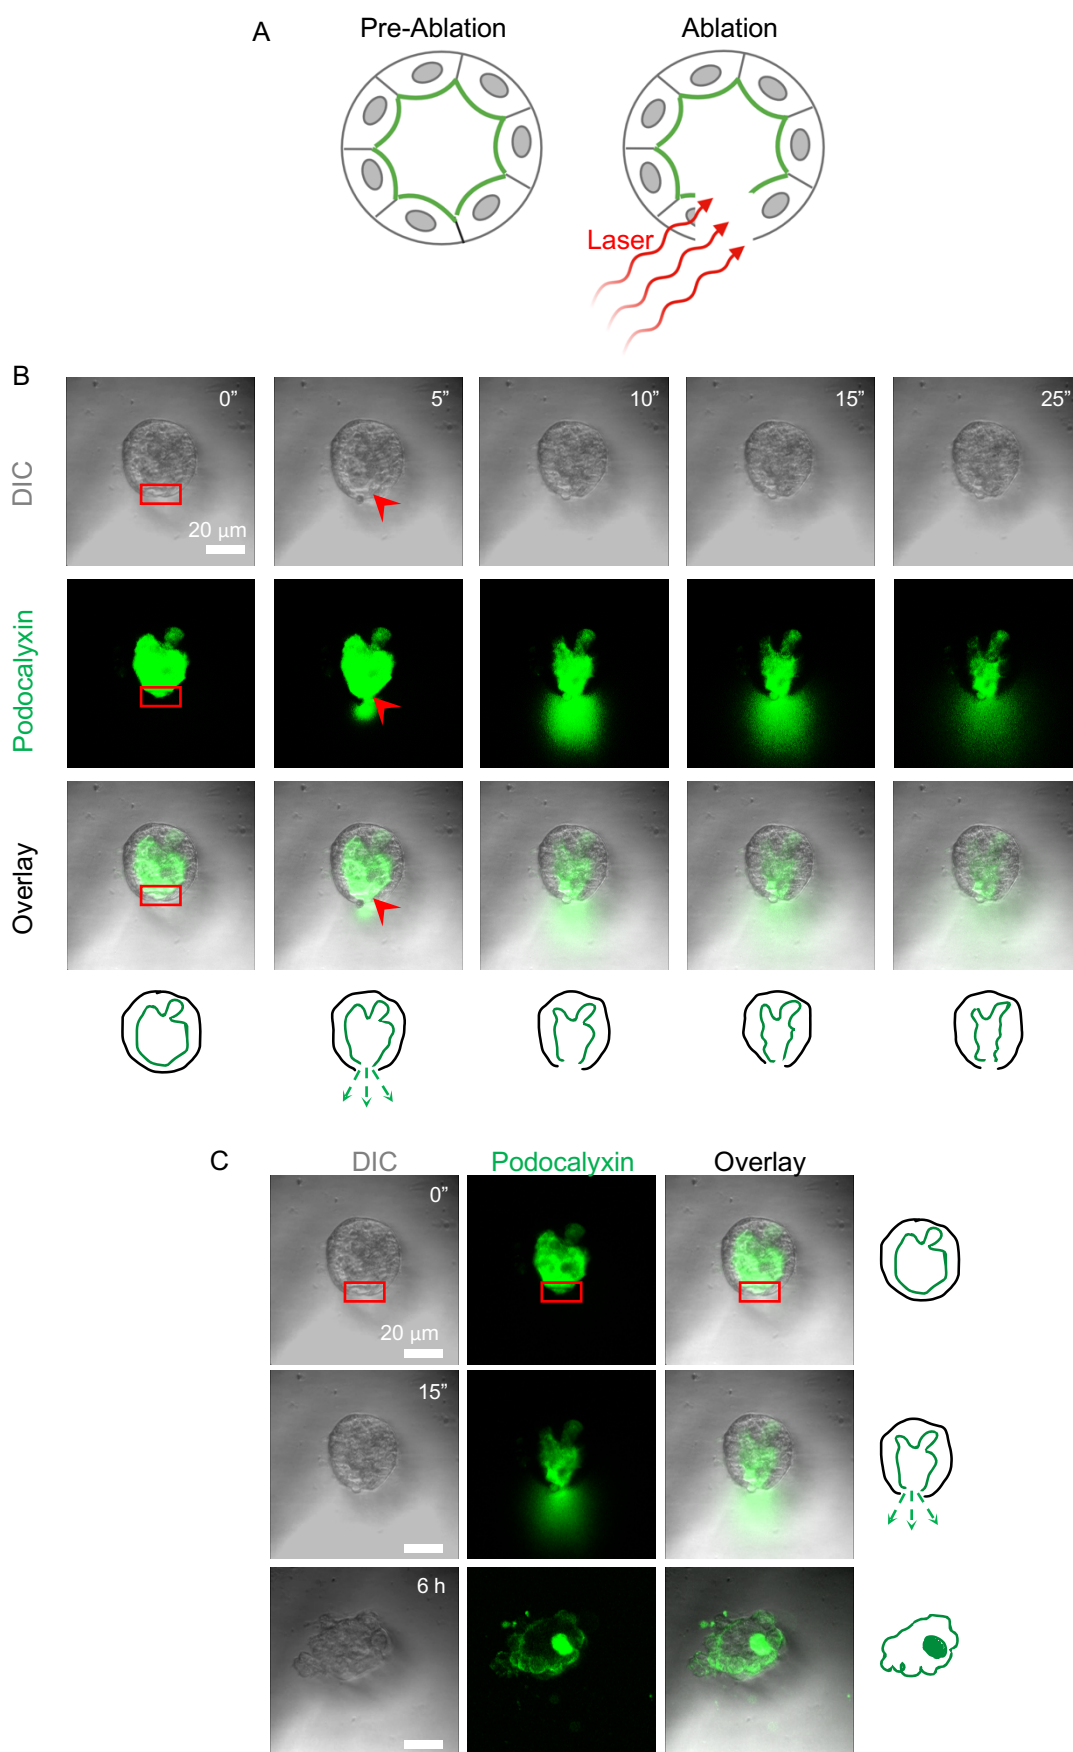 A
Pre-Ablation
Ablation
Laser
B
DIC
0”
5”
10”
15”
25”
20 μm
Podocalyxin
Overlay
C
DIC
Podocalyxin
Overlay
0”
20 μm
15”
6 h